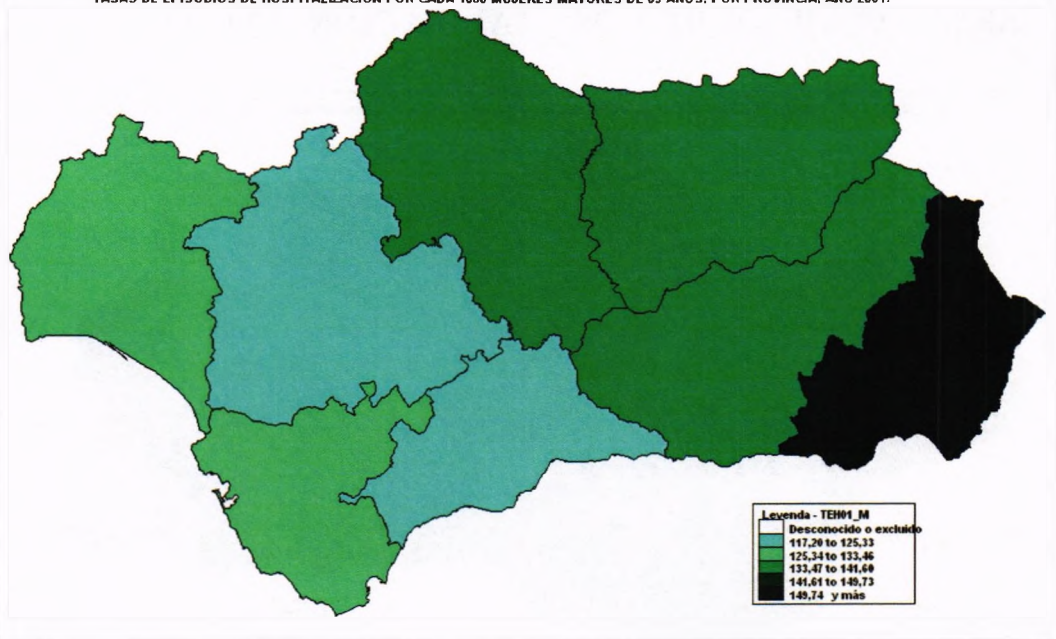 TASAS DE EPISODIOS DE HOSPITALIZACIÓN POR CADA 1000 MUJERES MAYORES DE 65 AÑOS, POR PROVINCIA, AÑO 2001.
Leyenda - TEH01_M
Desconocido o excluido
117,20 to 125,33
125,34 to 133,46
133,47 to 141,60
141,61 to 149,73
149,74 y más